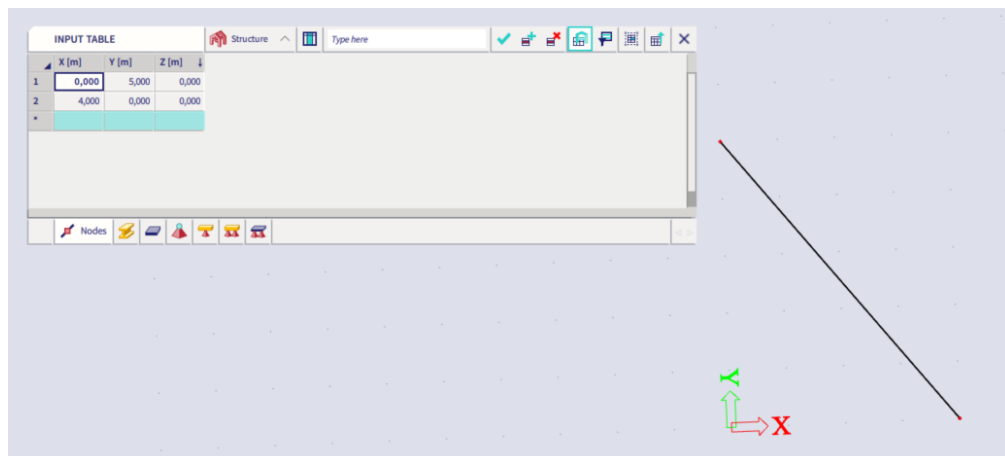 INPUT TABLE Structure Type here
X [m] Y [m] Z [m]
1 0,000 5,000 0,000
2 4,000 0,000 0,000
*
Nodes
Y
X